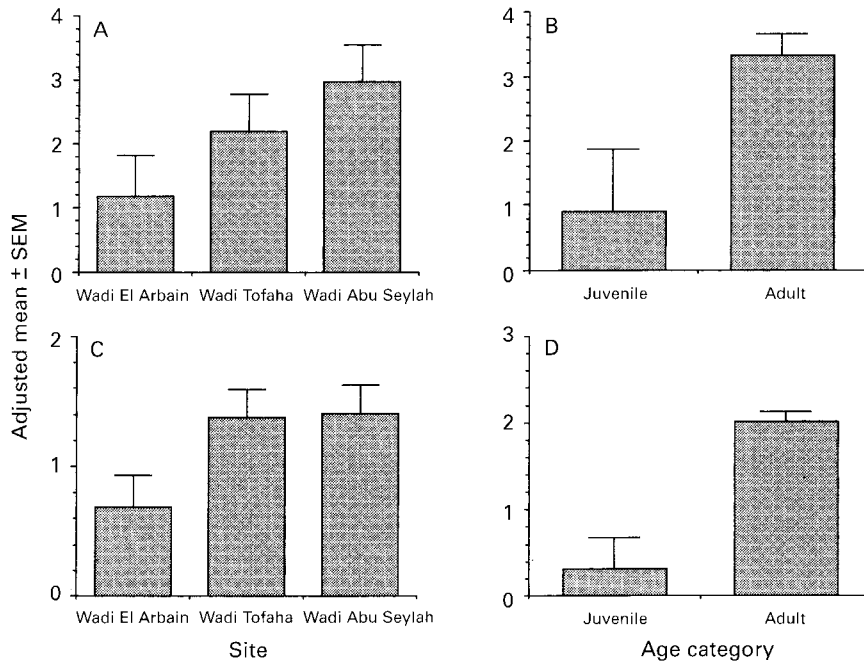 Adjusted mean ± SEM
A
4
3
2
1
0
Wadi El Arbain Wadi Tofaha Wadi Abu Seylah
B
4
3
2
1
0
Juvenile Adult
C
2
1
0
Wadi El Arbain Wadi Tofaha Wadi Abu Seylah
Site
D
3
2
1
0
Juvenile Adult
Age category